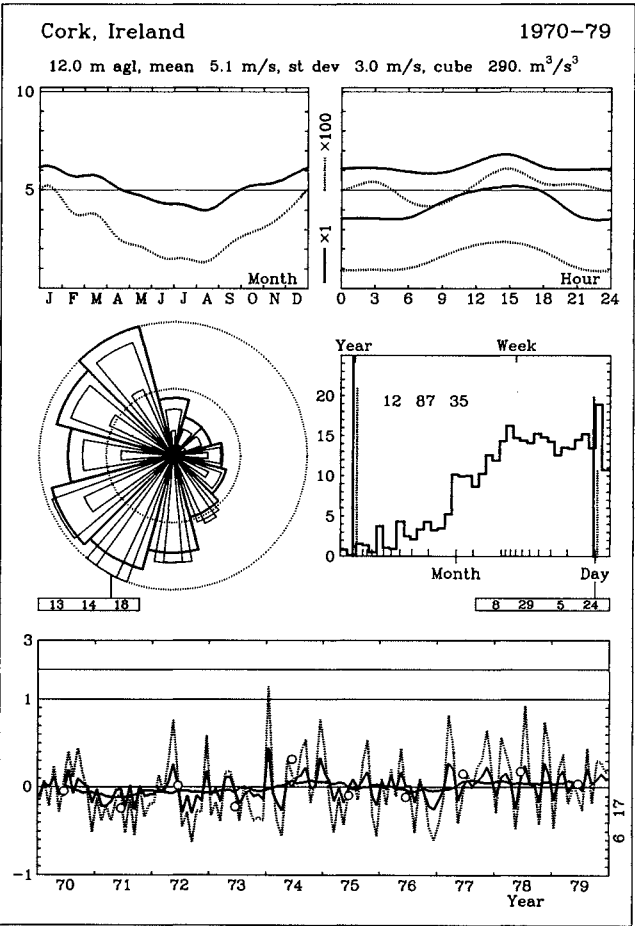 Cork, Ireland 1970-79
12.0 m agl, mean 5.1 m/s, st dev 3.0 m/s, cube 290. m³/s³
10
5
J F M A M J J A S O N D
Month
×100
×1
10
5
0 3 6 9 12 15 18 21 24
Hour
Year Week
20
15
10
5
0
12 87 35
Month Day
13 14 18
8 29 5 24
3
1
0
-1
70 71 72 73 74 75 76 77 78 79
Year
6 17